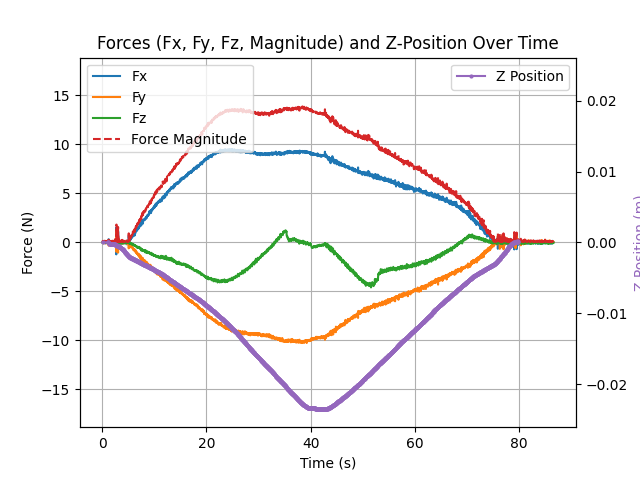 Forces (Fx, Fy, Fz, Magnitude) and Z-Position Over Time
Fx
Fy
Fz
Force Magnitude
Z Position
15
10
5
0
−5
−10
−15
Force (N)
0.02
0.01
0.00
−0.01
−0.02
Z Position (m)
0 20 40 60 80
Time (s)